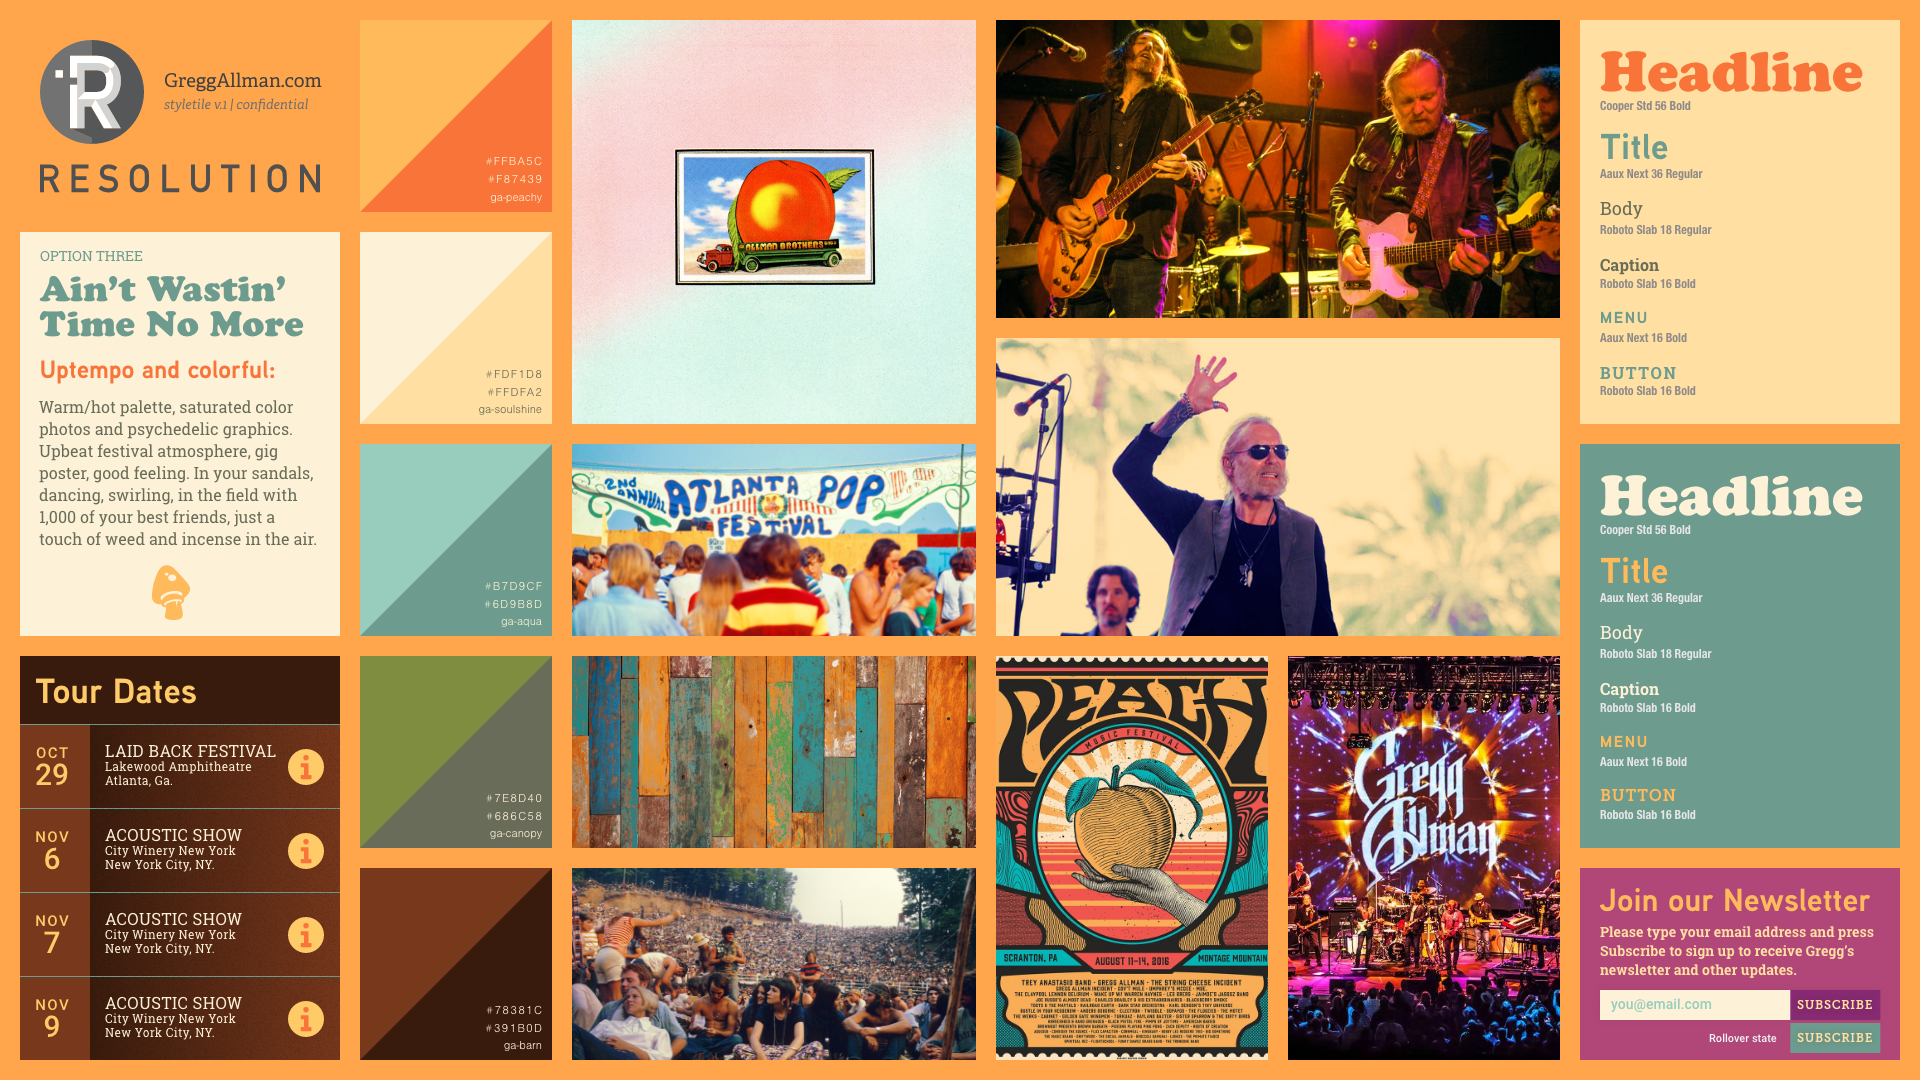 GreggAllman.com
styletile v.1 | confidential
RESOLUTION
OPTION THREE
Ain't Wastin'
Time No More
Uptempo and colorful:
Warm/hot palette, saturated color
photos and psychedelic graphics.
Upbeat festival atmosphere, gig
poster, good feeling. In your sandals,
dancing, swirling, in the field with
1,000 of your best friends, just a
touch of weed and incense in the air.
Tour Dates
OCT
29
LAID BACK FESTIVAL
Lakewood Amphitheatre
Atlanta, Ga.
NOV
6
ACOUSTIC SHOW
City Winery New York
New York City, NY.
NOV
7
ACOUSTIC SHOW
City Winery New York
New York City, NY.
NOV
9
ACOUSTIC SHOW
City Winery New York
New York City, NY.
#FFBA5C
#F87439
ga-peachy
#FDF1D8
#FFDFA2
ga-soulshine
#B7D9CF
#6D9B8D
ga-aqua
#7E8D40
#686C58
ga-canopy
#78381C
#391B0D
ga-barn
ALLMAN BROTHERS
2ND ANNUAL
ATLANTA POP
FESTIVAL
PEACH
MUSIC FESTIVAL
SCRANTON, PA
AUGUST 11-14, 2016
MONTAGE MOUNTAIN
TREY ANASTASIO BAND - GREGG ALLMAN - THE STRING CHEESE INCIDENT
Gregg
Allman
Headline
Cooper Std 56 Bold
Title
Aaux Next 36 Regular
Body
Roboto Slab 18 Regular
Caption
Roboto Slab 16 Bold
MENU
Aaux Next 16 Bold
BUTTON
Roboto Slab 16 Bold
Headline
Cooper Std 56 Bold
Title
Aaux Next 36 Regular
Body
Roboto Slab 18 Regular
Caption
Roboto Slab 16 Bold
MENU
Aaux Next 16 Bold
BUTTON
Roboto Slab 16 Bold
Join our Newsletter
Please type your email address and press
Subscribe to sign up to receive Gregg's
newsletter and other updates.
you@email.com
SUBSCRIBE
Rollover state
SUBSCRIBE